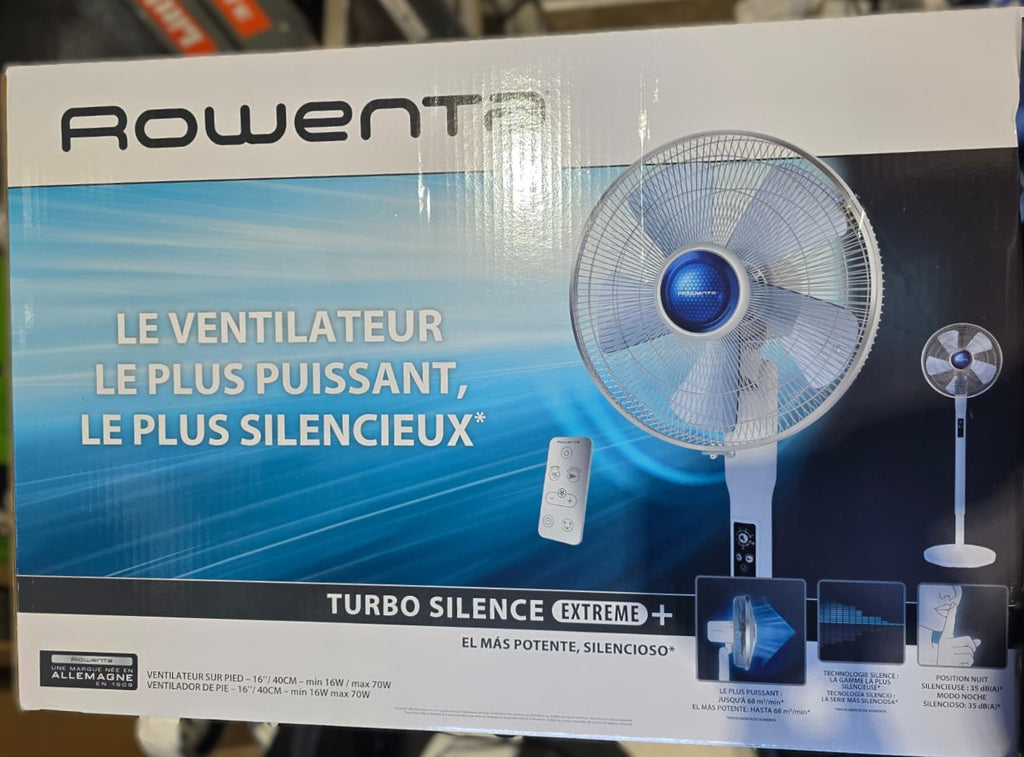 ROWENTA
LE VENTILATEUR
LE PLUS PUISSANT,
LE PLUS SILENCIEUX*
ROWENTA
ROWENTA
TURBO SILENCE EXTREME +
EL MÁS POTENTE, SILENCIOSO*
ROWENTA
UNE MARQUE NÉE EN
ALLEMAGNE
EN 1909
VENTILATEUR SUR PIED – 16"/ 40CM – min 16W / max 70W
VENTILADOR DE PIE – 16"/ 40CM – min 16W max 70W
LE PLUS PUISSANT :
JUSQU'À 68 m³/min*
EL MÁS POTENTE: HASTA 68 m³/min*
TECHNOLOGIE SILENCE :
LA GAMME LA PLUS
SILENCIEUSE*
TECNOLOGÍA SILENCIO :
LA SERIE MÁS SILENCIOSA*
POSITION NUIT
SILENCIEUSE : 35 dB(A)*
MODO NOCHE
SILENCIOSO: 35 dB(A)*